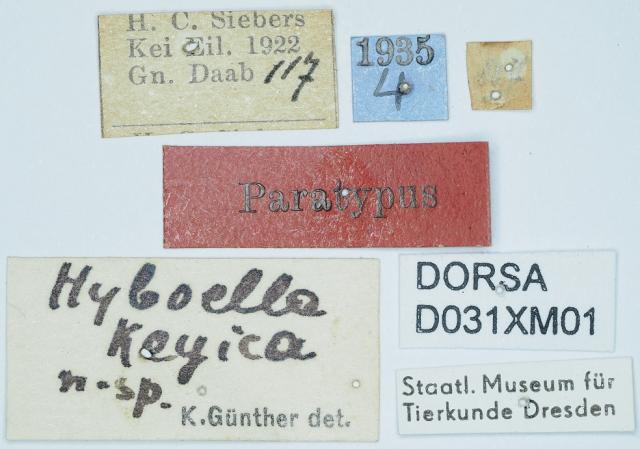 H. C. Siebers
Kei Eil. 1922
Gn. Daab 117
1935
4
Paratypus
Hyboella
Keyica
n. sp.
K. Günther det.
DORSA
D031XM01
Staatl. Museum für
Tierkunde Dresden